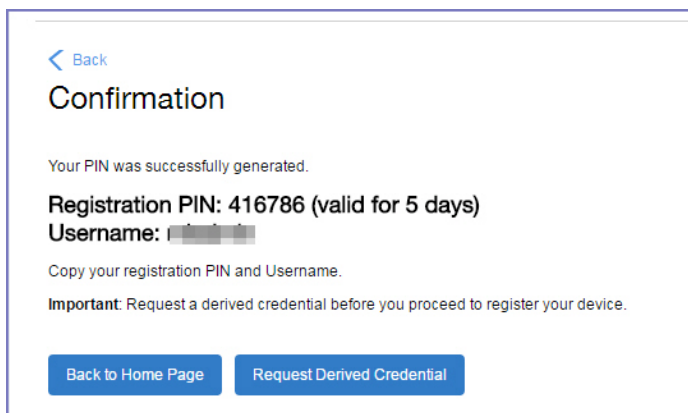 Back
Confirmation
Your PIN was successfully generated.
Registration PIN: 416786 (valid for 5 days)
Username:
Copy your registration PIN and Username.
Important: Request a derived credential before you proceed to register your device.
Back to Home Page
Request Derived Credential